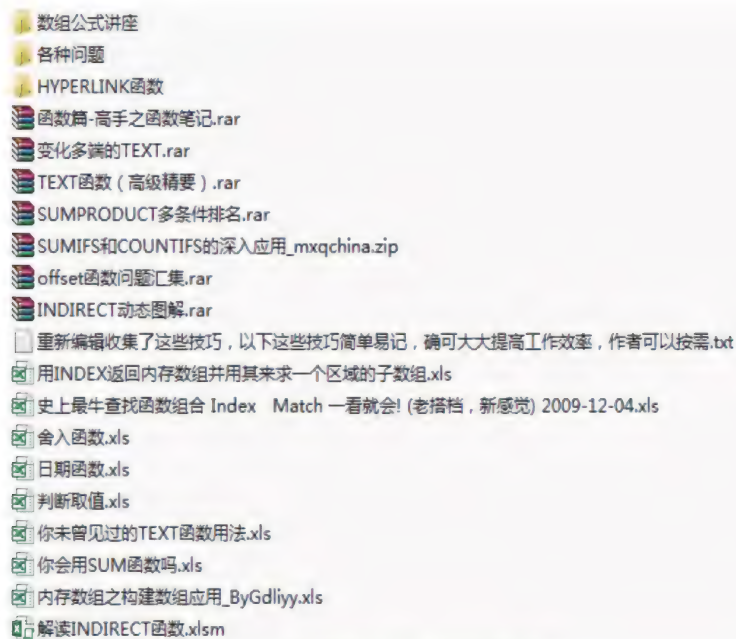 数组公式讲座
各种问题
HYPERLINK函数
函数篇-高手之函数笔记.rar
变化多端的TEXT.rar
TEXT函数（高级精要）.rar
SUMPRODUCT多条件排名.rar
SUMIFS和COUNTIFS的深入应用_mxqchina.zip
offset函数问题汇集.rar
INDIRECT动态图解.rar
重新编辑收集了这些技巧，以下这些技巧简单易记，确可大大提高工作效率，作者可以按需.txt
用INDEX返回内存数组并用其来求一个区域的子数组.xls
史上最牛查找函数组合 Index   Match 一看就会! (老搭档，新感觉) 2009-12-04.xls
舍入函数.xls
日期函数.xls
判断取值.xls
你未曾见过的TEXT函数用法.xls
你会用SUM函数吗.xls
内存数组之构建数组应用_ByGdliyy.xls
解读INDIRECT函数.xlsm